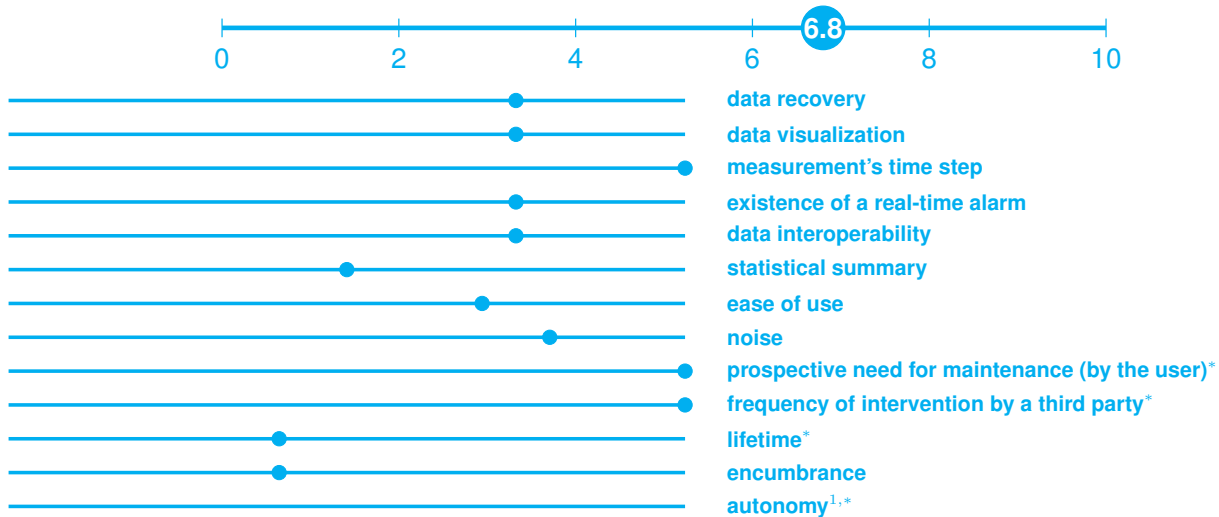 6.8
0 2 4 6 8 10
data recovery
data visualization
measurement's time step
existence of a real-time alarm
data interoperability
statistical summary
ease of use
noise
prospective need for maintenance (by the user)*
frequency of intervention by a third party*
lifetime*
encumbrance
autonomy1,*